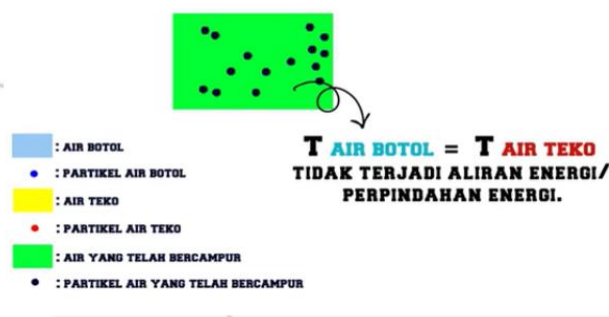 T AIR BOTOL = T AIR TEKO
TIDAK TERJADI ALIRAN ENERGI/
PERPINDAHAN ENERGI.
: AIR BOTOL
: PARTIKEL AIR BOTOL
: AIR TEKO
: PARTIKEL AIR TEKO
: AIR YANG TELAH BERCAMPUR
: PARTIKEL AIR YANG TELAH BERCAMPUR